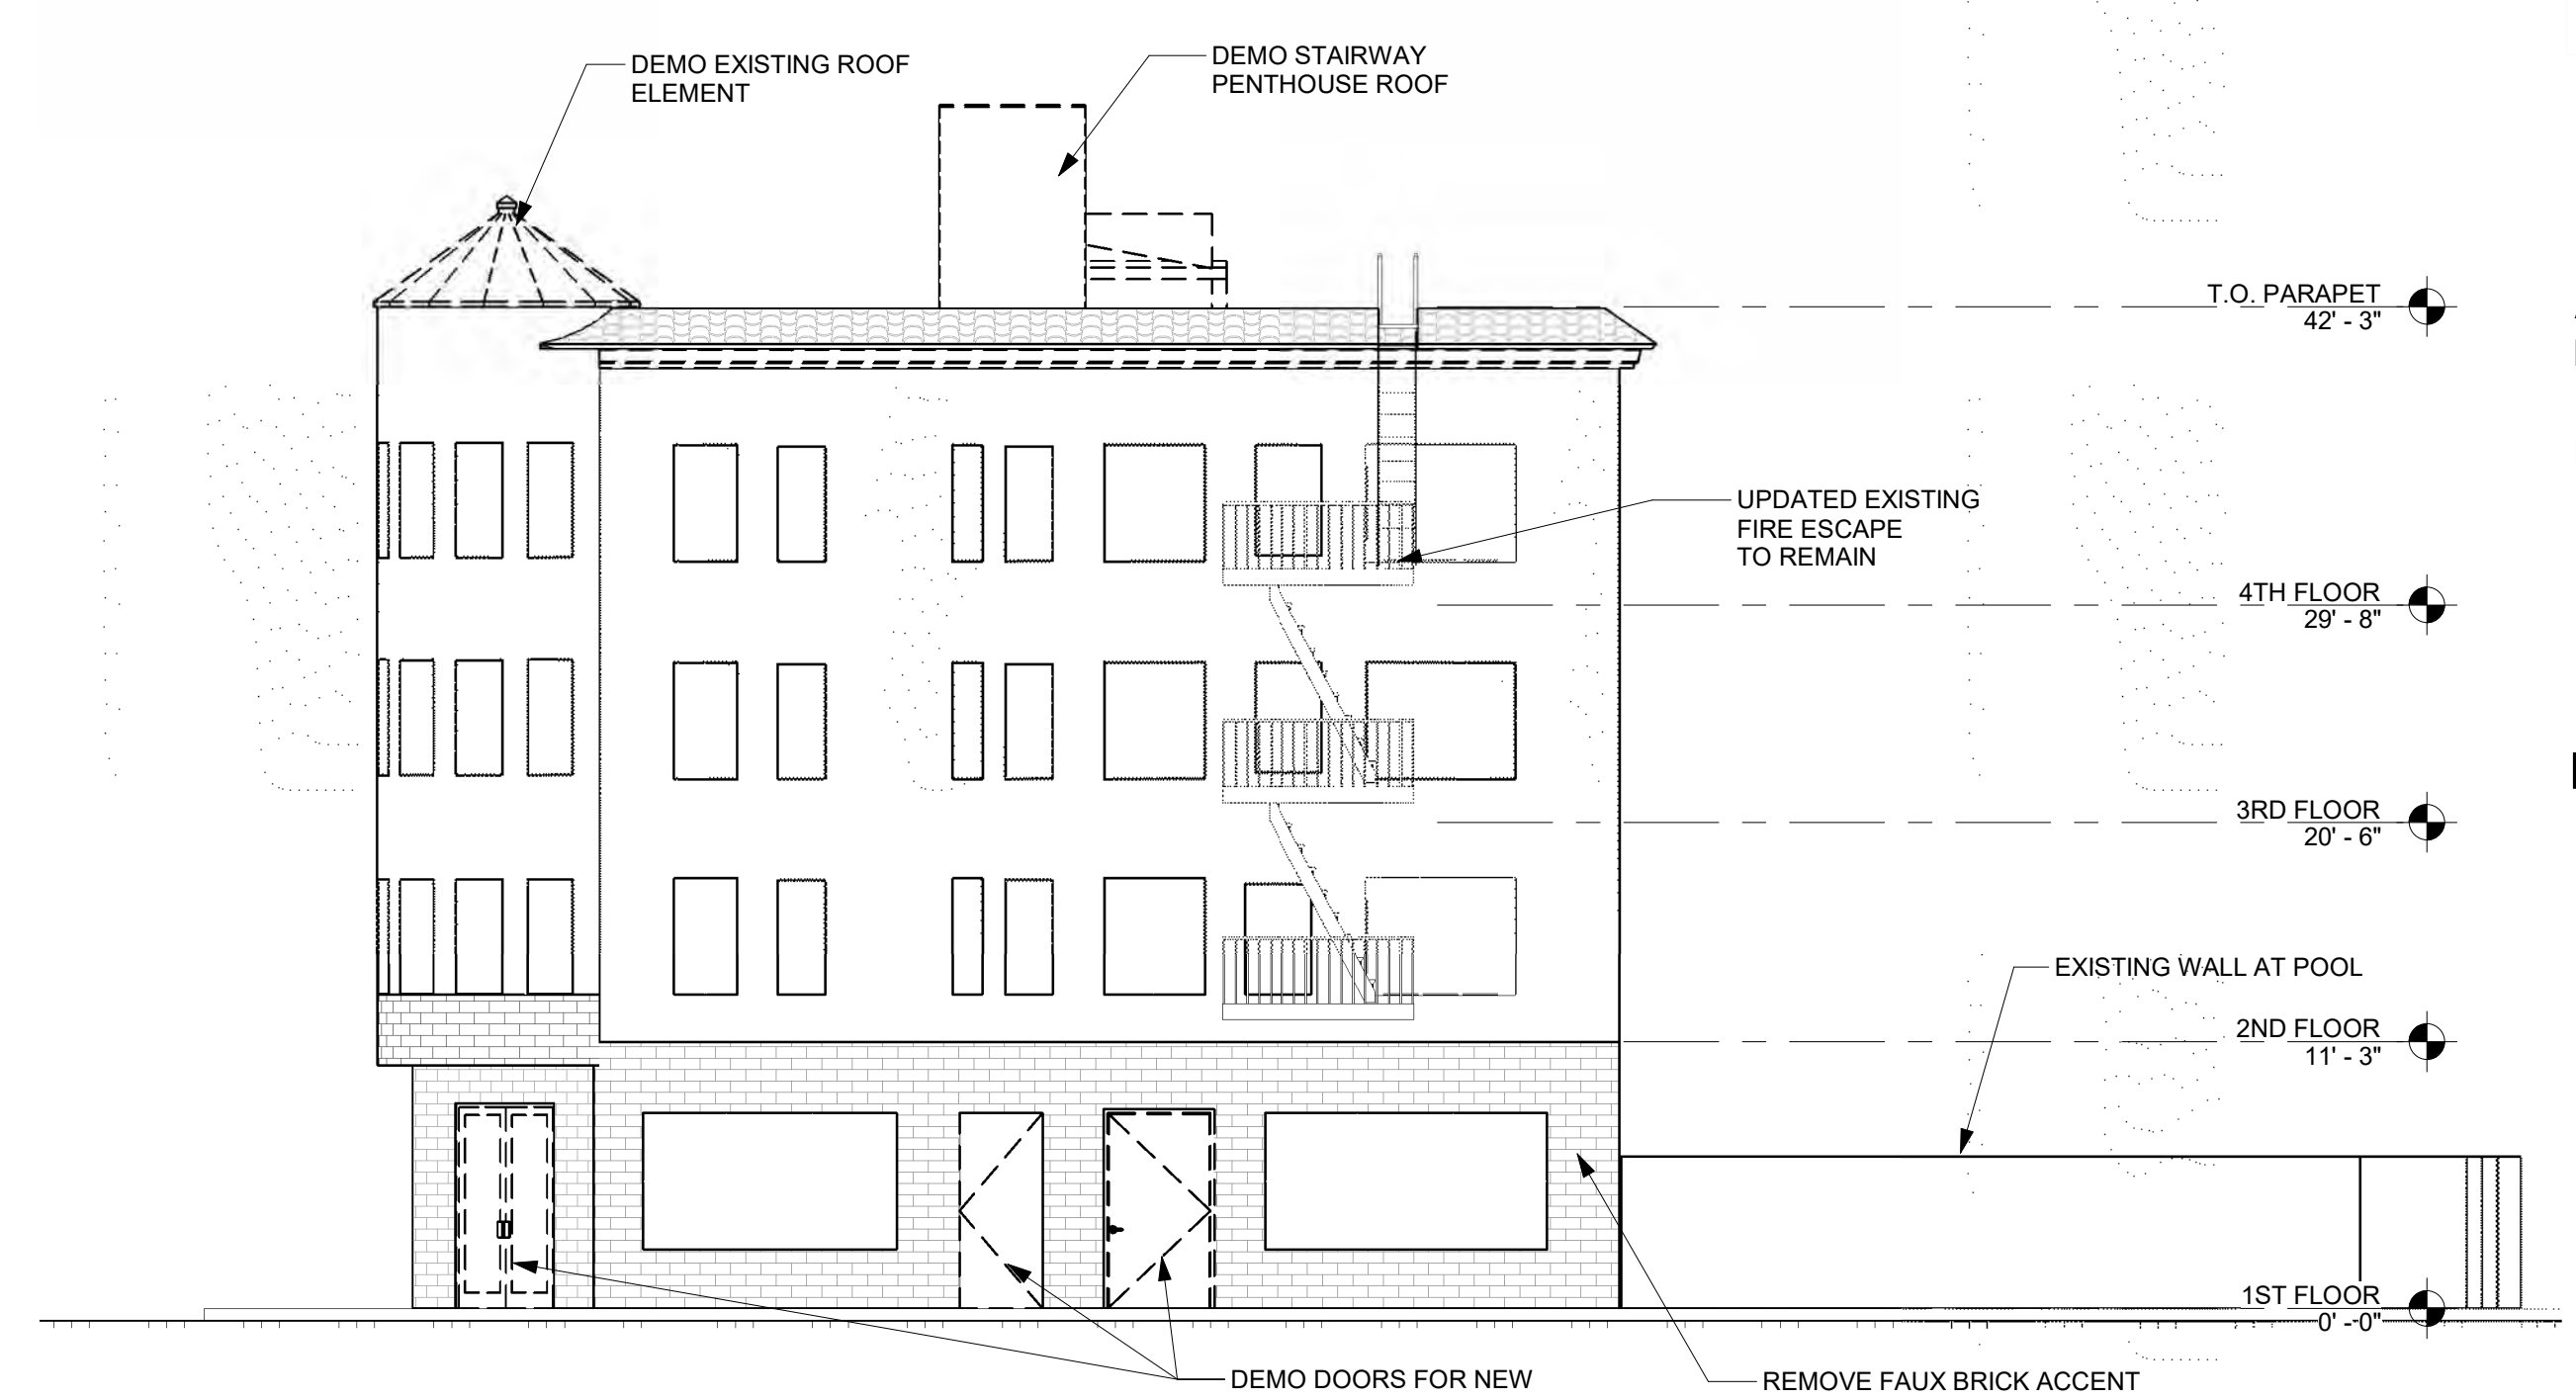 DEMO EXISTING ROOF
ELEMENT
DEMO STAIRWAY
PENTHOUSE ROOF
T.O. PARAPET
42' - 3"
UPDATED EXISTING
FIRE ESCAPE
TO REMAIN
4TH FLOOR
29' - 8"
3RD FLOOR
20' - 6"
EXISTING WALL AT POOL
2ND FLOOR
11' - 3"
1ST FLOOR
0' - 0"
DEMO DOORS FOR NEW
REMOVE FAUX BRICK ACCENT